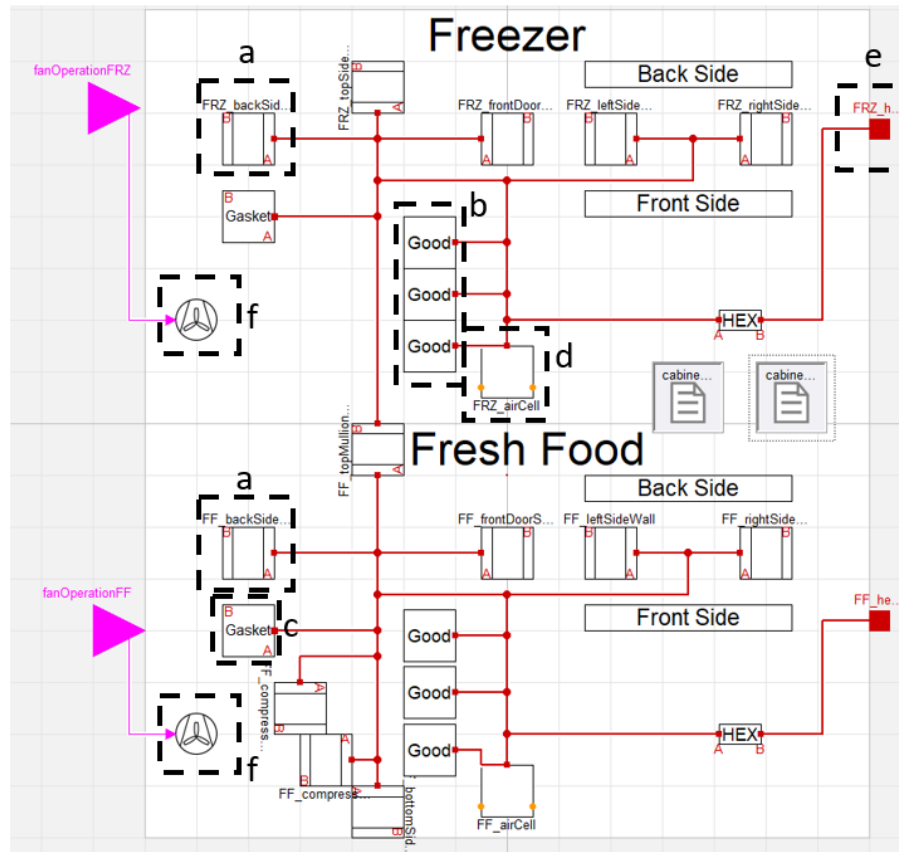 Freezer
a
e
fanOperationFRZ
FRZ_topSide...
B
A
Back Side
FRZ_backSid...
B
A
FRZ_frontDoor...
B
A
FRZ_leftSide...
B
A
FRZ_rightSide...
B
A
FRZ_h...
B
Gasket
A
b
Front Side
Good
Good
Good
f
HEX
A
B
d
FRZ_airCell
cabine...
cabine...
FF_topMullion...
B
A
Fresh Food
a
Back Side
FF_backSide...
B
A
FF_frontDoorS...
B
A
FF_leftSideWall
B
A
FF_rightSide...
B
A
fanOperationFF
B
Gasket
A
c
Front Side
FF_he...
Good
Good
Good
FF_compress...
A
B
f
HEX
A
B
A
B
FF_compress...
A
B
_bottomSid...
FF_airCell